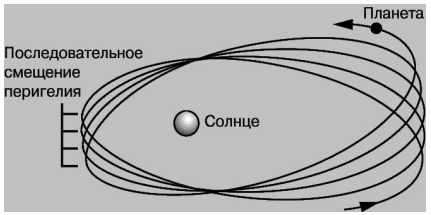 Планета
Последовательное
смещение
перигелия
Солнце